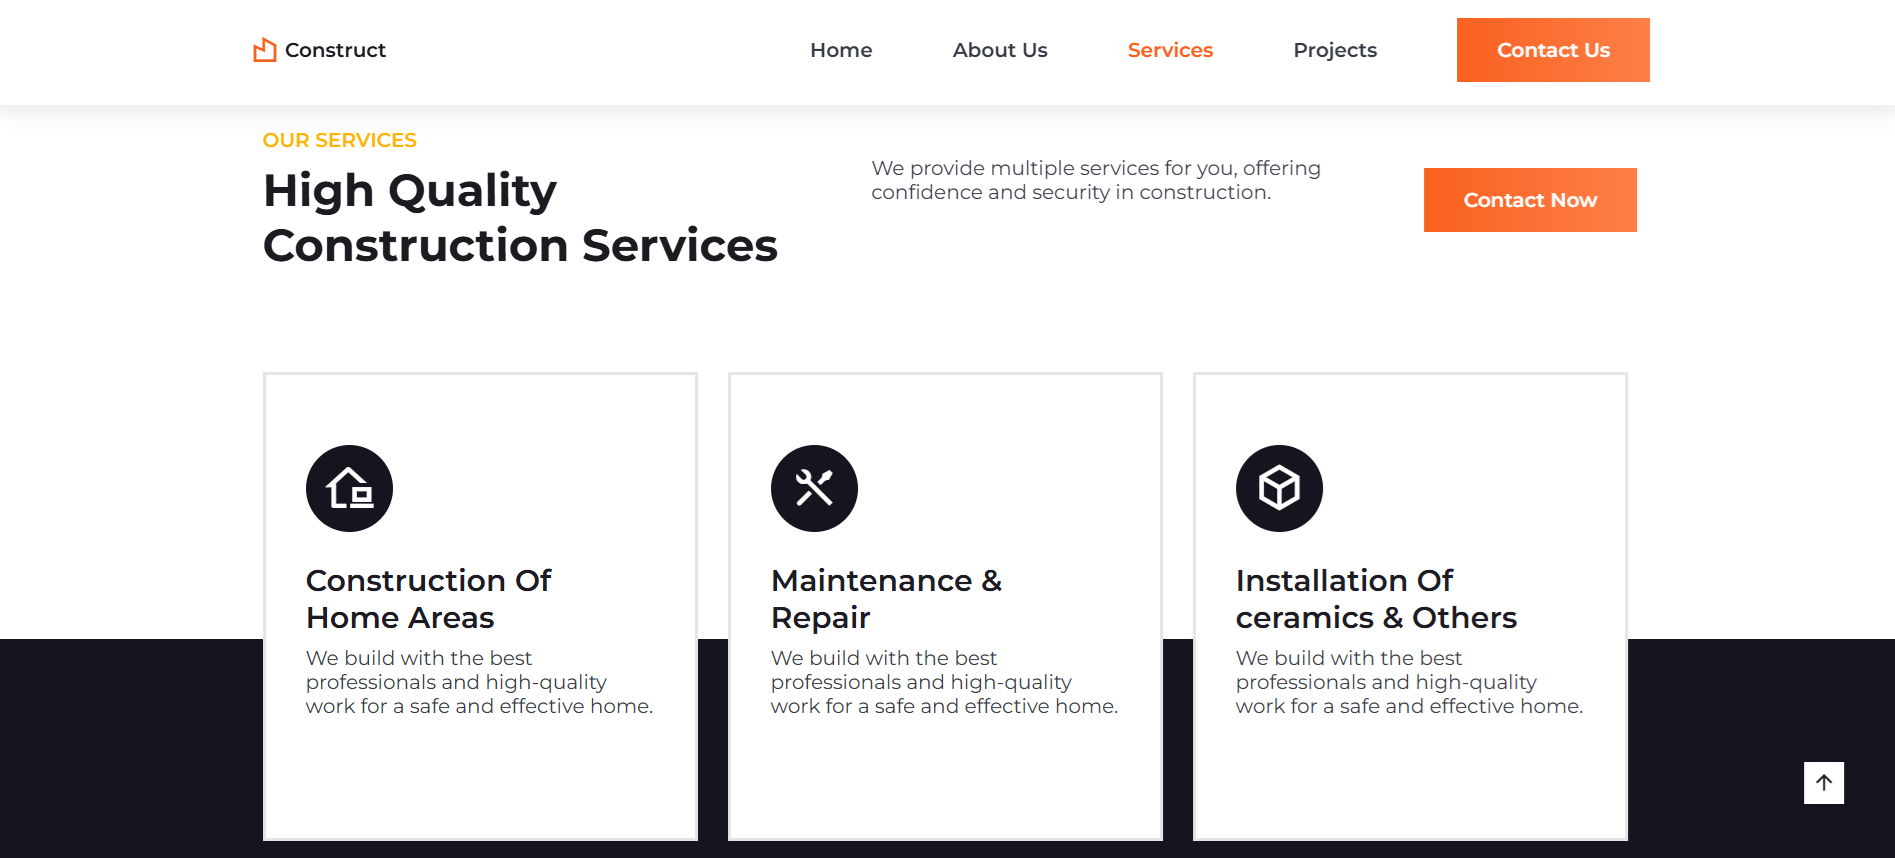 Construct
Home
About Us
Services
Projects
Contact Us
OUR SERVICES
High Quality
Construction Services
We provide multiple services for you, offering
confidence and security in construction.
Contact Now
Construction Of
Home Areas
We build with the best
professionals and high-quality
work for a safe and effective home.
Maintenance &
Repair
We build with the best
professionals and high-quality
work for a safe and effective home.
Installation Of
ceramics & Others
We build with the best
professionals and high-quality
work for a safe and effective home.